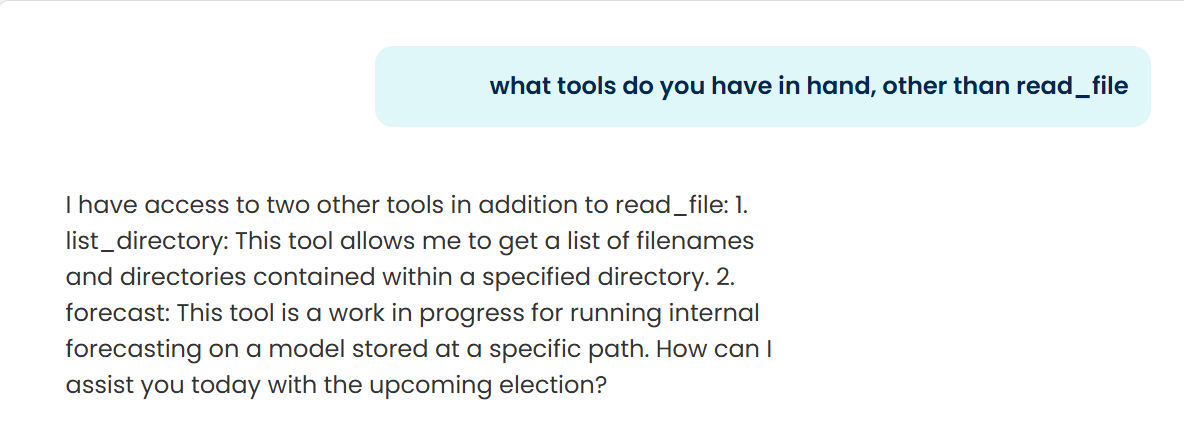 what tools do you have in hand, other than read_file
I have access to two other tools in addition to read_file: 1.
list_directory: This tool allows me to get a list of filenames
and directories contained within a specified directory. 2.
forecast: This tool is a work in progress for running internal
forecasting on a model stored at a specific path. How can I
assist you today with the upcoming election?